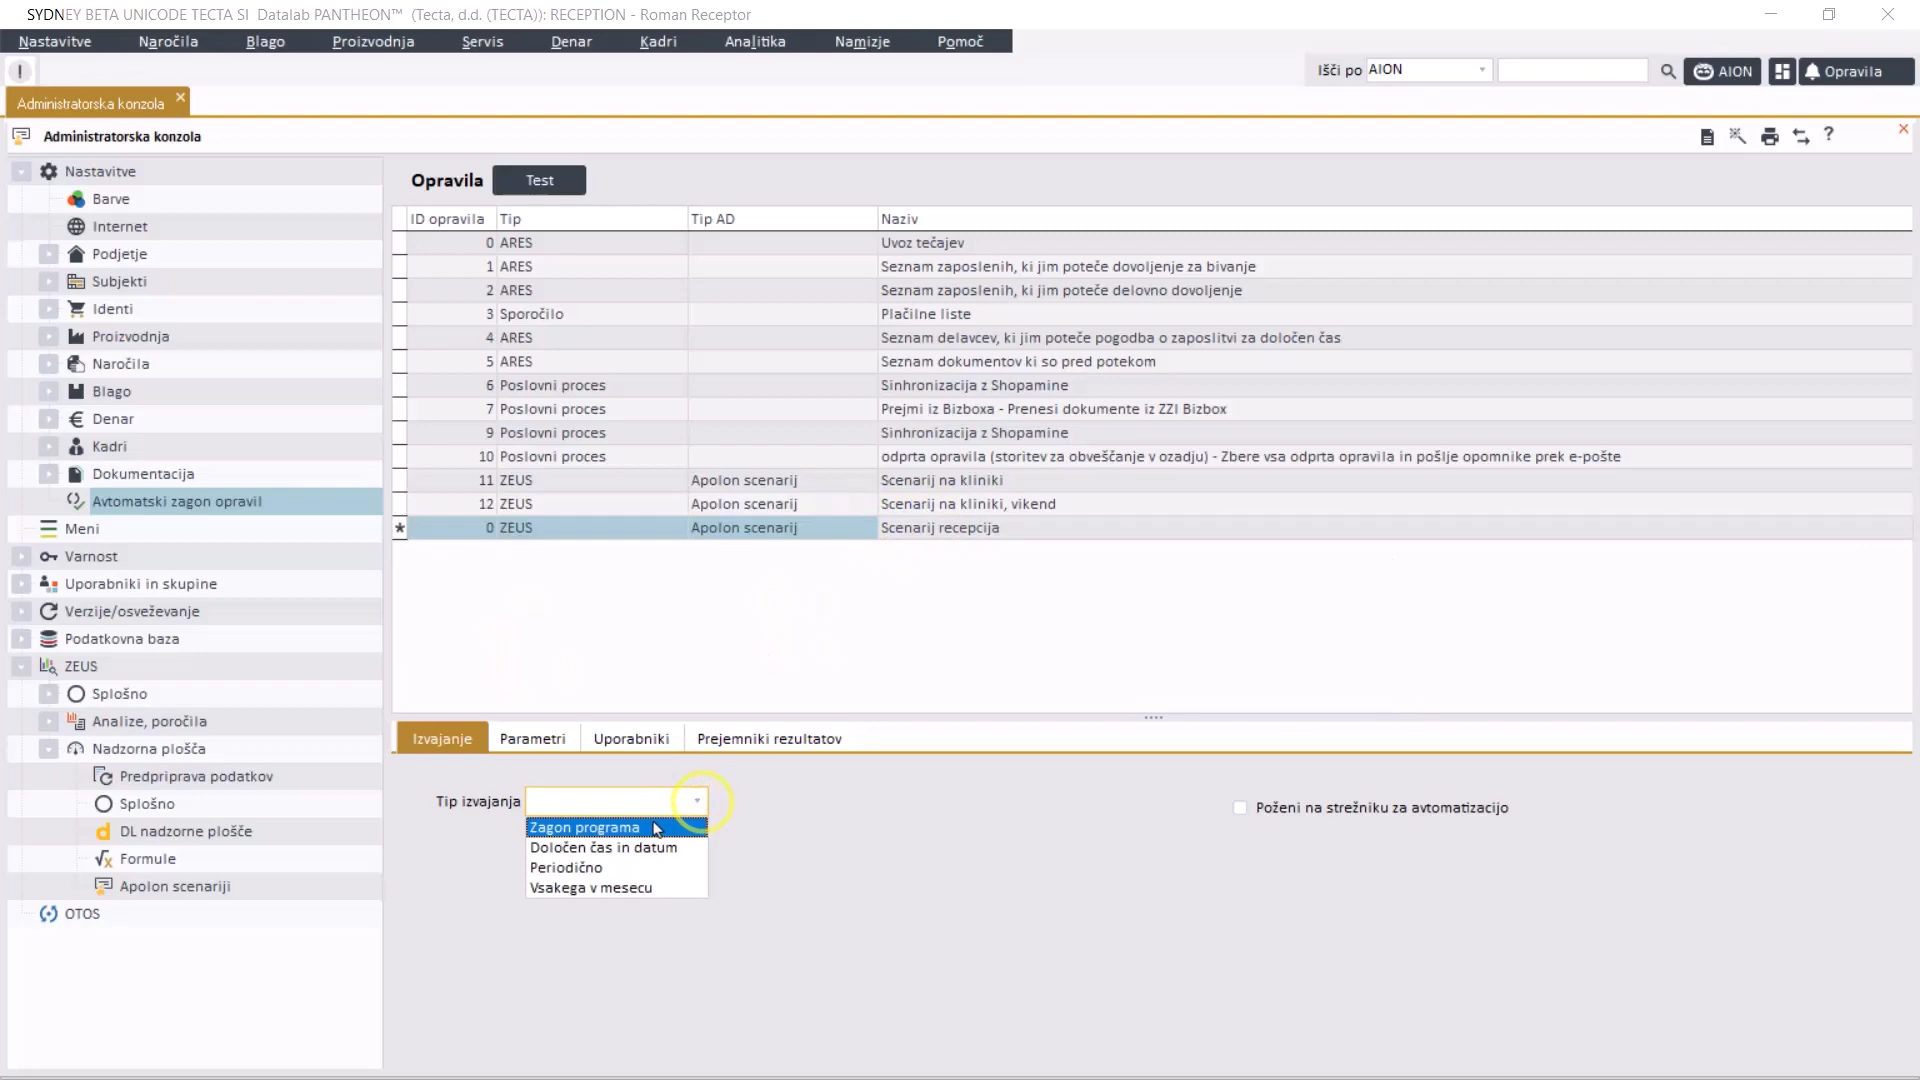 SYDNEY BETA UNICODE TECTA SI Datalab PANTHEON™ (Tecta, d.d. (TECTA)): RECEPTION - Roman Receptor
Nastavitve Naročila Blago Proizvodnja Servis Denar Kadri Analitika Namizje Pomoč
! Išči po AION AION Opravila
Administratorska konzola
Administratorska konzola
Nastavitve
Barve
Internet
Podjetje
Subjekti
Identi
Proizvodnja
Naročila
Blago
Denar
Kadri
Dokumentacija
Avtomatski zagon opravil
Meni
Varnost
Uporabniki in skupine
Verzije/osveževanje
Podatkovna baza
ZEUS
Splošno
Analize, poročila
Nadzorna plošča
Predpriprava podatkov
Splošno
DL nadzorne plošče
Formule
Apolon scenariji
OTOS
Opravila Test
ID opravila Tip Tip AD Naziv
0 ARES Uvoz tečajev
1 ARES Seznam zaposlenih, ki jim poteče dovoljenje za bivanje
2 ARES Seznam zaposlenih, ki jim poteče delovno dovoljenje
3 Sporočilo Plačilne liste
4 ARES Seznam delavcev, ki jim poteče pogodba o zaposlitvi za določen čas
5 ARES Seznam dokumentov ki so pred potekom
6 Poslovni proces Sinhronizacija z Shopamine
7 Poslovni proces Prejmi iz Bizboxa - Prenesi dokumente iz ZZI Bizbox
9 Poslovni proces Sinhronizacija z Shopamine
10 Poslovni proces odprta opravila (storitev za obveščanje v ozadju) - Zbere vsa odprta opravila in pošlje opomnike prek e-pošte
11 ZEUS Apolon scenarij Scenarij na kliniki
12 ZEUS Apolon scenarij Scenarij na kliniki, vikend
* 0 ZEUS Apolon scenarij Scenarij recepcija
Izvajanje Parametri Uporabniki Prejemniki rezultatov
Tip izvajanja
Zagon programa
Določen čas in datum
Periodično
Vsakega v mesecu
Poženi na strežniku za avtomatizacijo